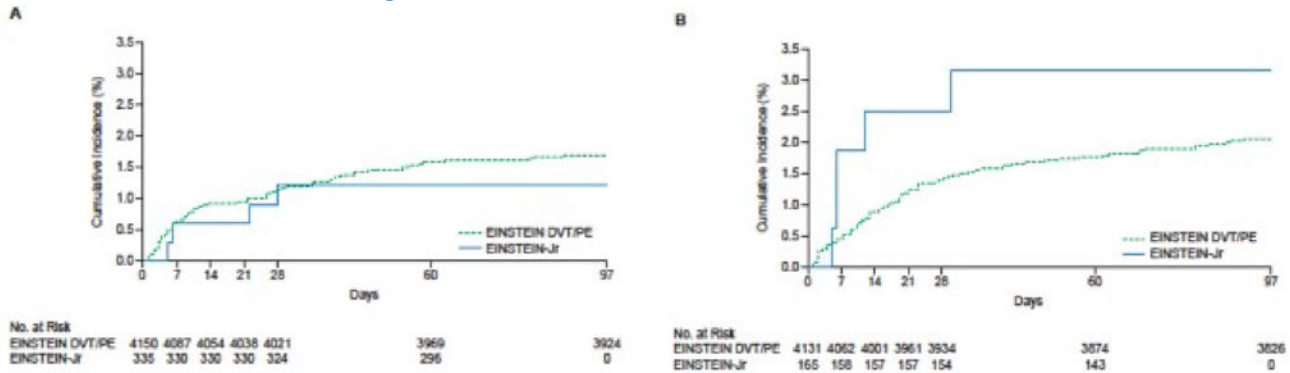 A
Cumulative Incidence (%)
3.5
3.0
2.5
2.0
1.5
1.0
0.5
0.0
0 7 14 21 28 60 97
Days
EINSTEIN DVT/PE
EINSTEIN-Jr
No. at Risk
EINSTEIN DVT/PE 4150 4087 4054 4038 4021 3969 3924
EINSTEIN-Jr 335 330 330 330 324 296 0
B
Cumulative Incidence (%)
3.5
3.0
2.5
2.0
1.5
1.0
0.5
0.0
0 7 14 21 28 60 97
Days
EINSTEIN DVT/PE
EINSTEIN-Jr
No. at Risk
EINSTEIN DVT/PE 4131 4062 4001 3961 3934 3874 3826
EINSTEIN-Jr 165 158 157 157 154 143 0